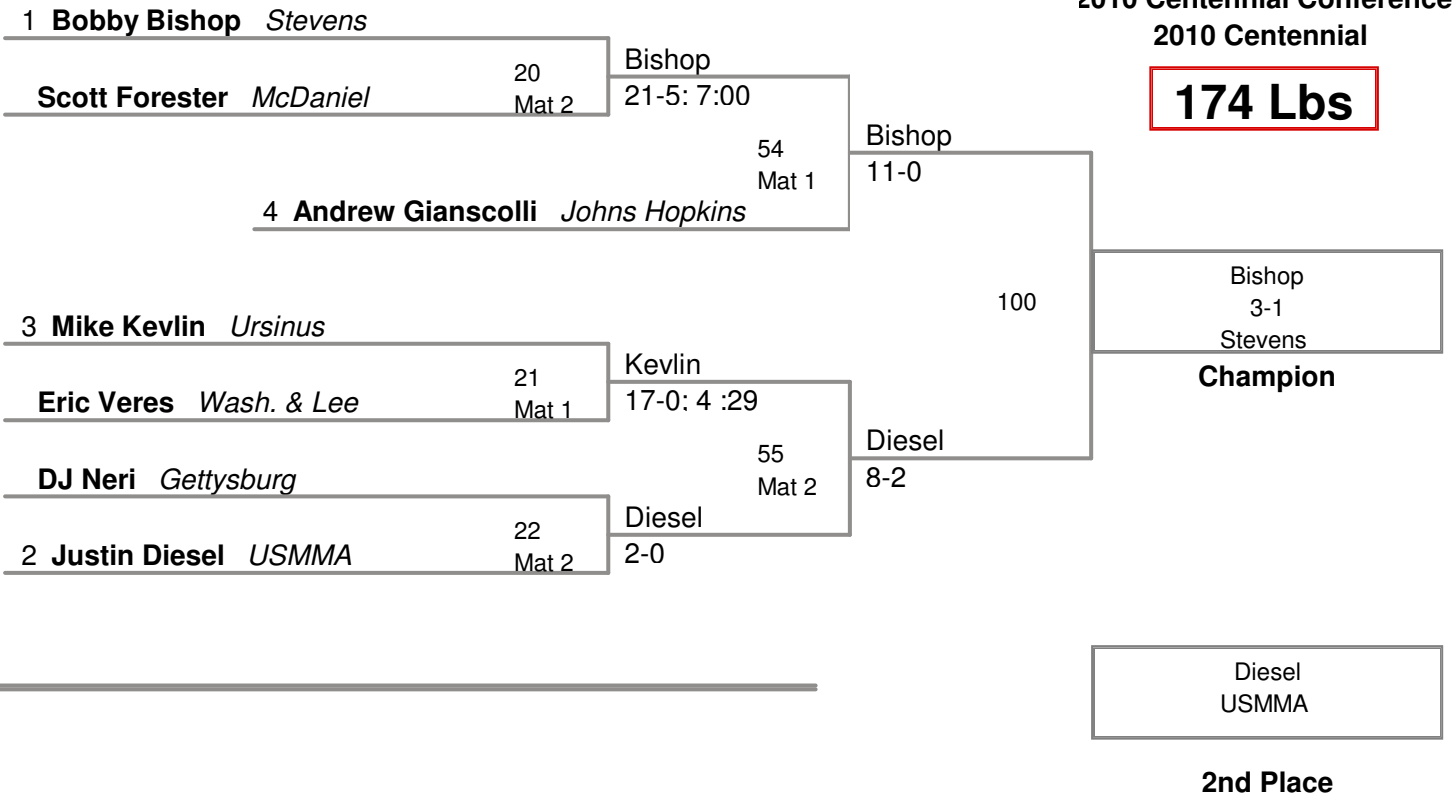 2010 Centennial Conference
2010 Centennial
174 Lbs
1 Bobby Bishop Stevens
Scott Forester McDaniel
20
Mat 2
Bishop
21-5; 7:00
4 Andrew Gianscolli Johns Hopkins
54
Mat 1
Bishop
11-0
3 Mike Kevlin Ursinus
Eric Veres Wash. & Lee
21
Mat 1
Kevlin
17-0; 4 :29
DJ Neri Gettysburg
2 Justin Diesel USMMA
22
Mat 2
Diesel
2-0
55
Mat 2
Diesel
8-2
100
Bishop
3-1
Stevens
Champion
Diesel
USMMA
2nd Place